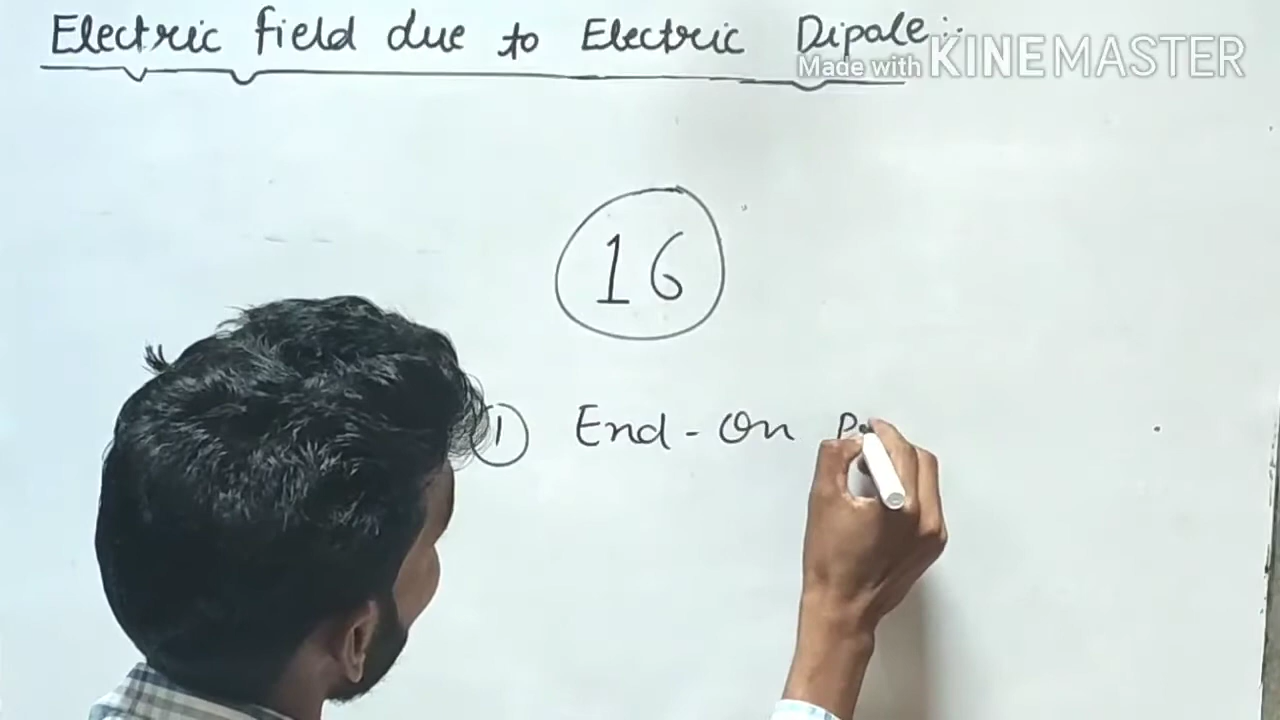 Electric field due to Electric Dipole:-
Made with KINEMASTER
16
1 End-On